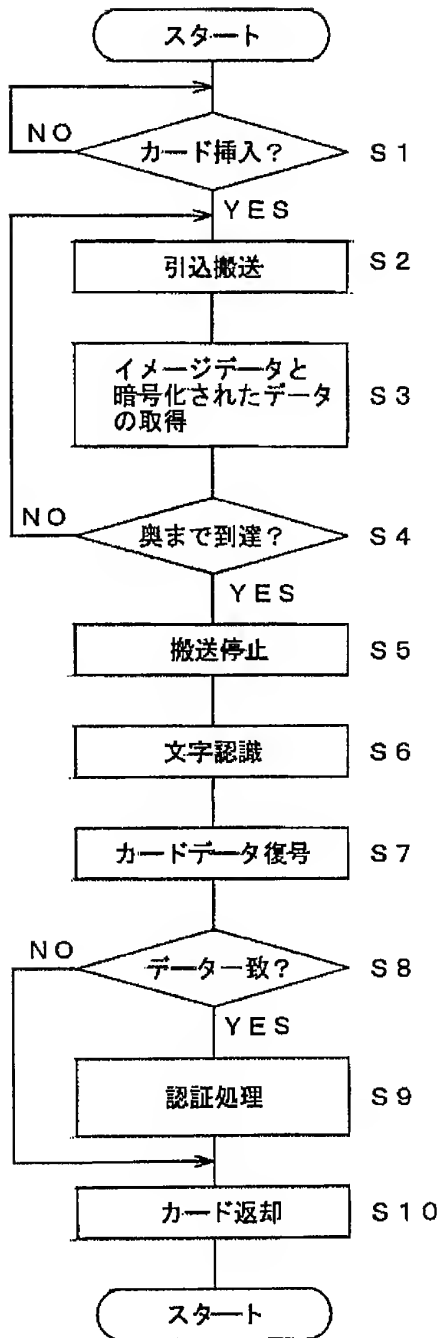 スタート
NO
カード挿入?
S1
YES
引込搬送
S2
イメージデータと
暗号化されたデータ
の取得
S3
NO
奥まで到達?
S4
YES
搬送停止
S5
文字認識
S6
カードデータ復号
S7
NO
データ一致?
S8
YES
認証処理
S9
カード返却
S10
スタート